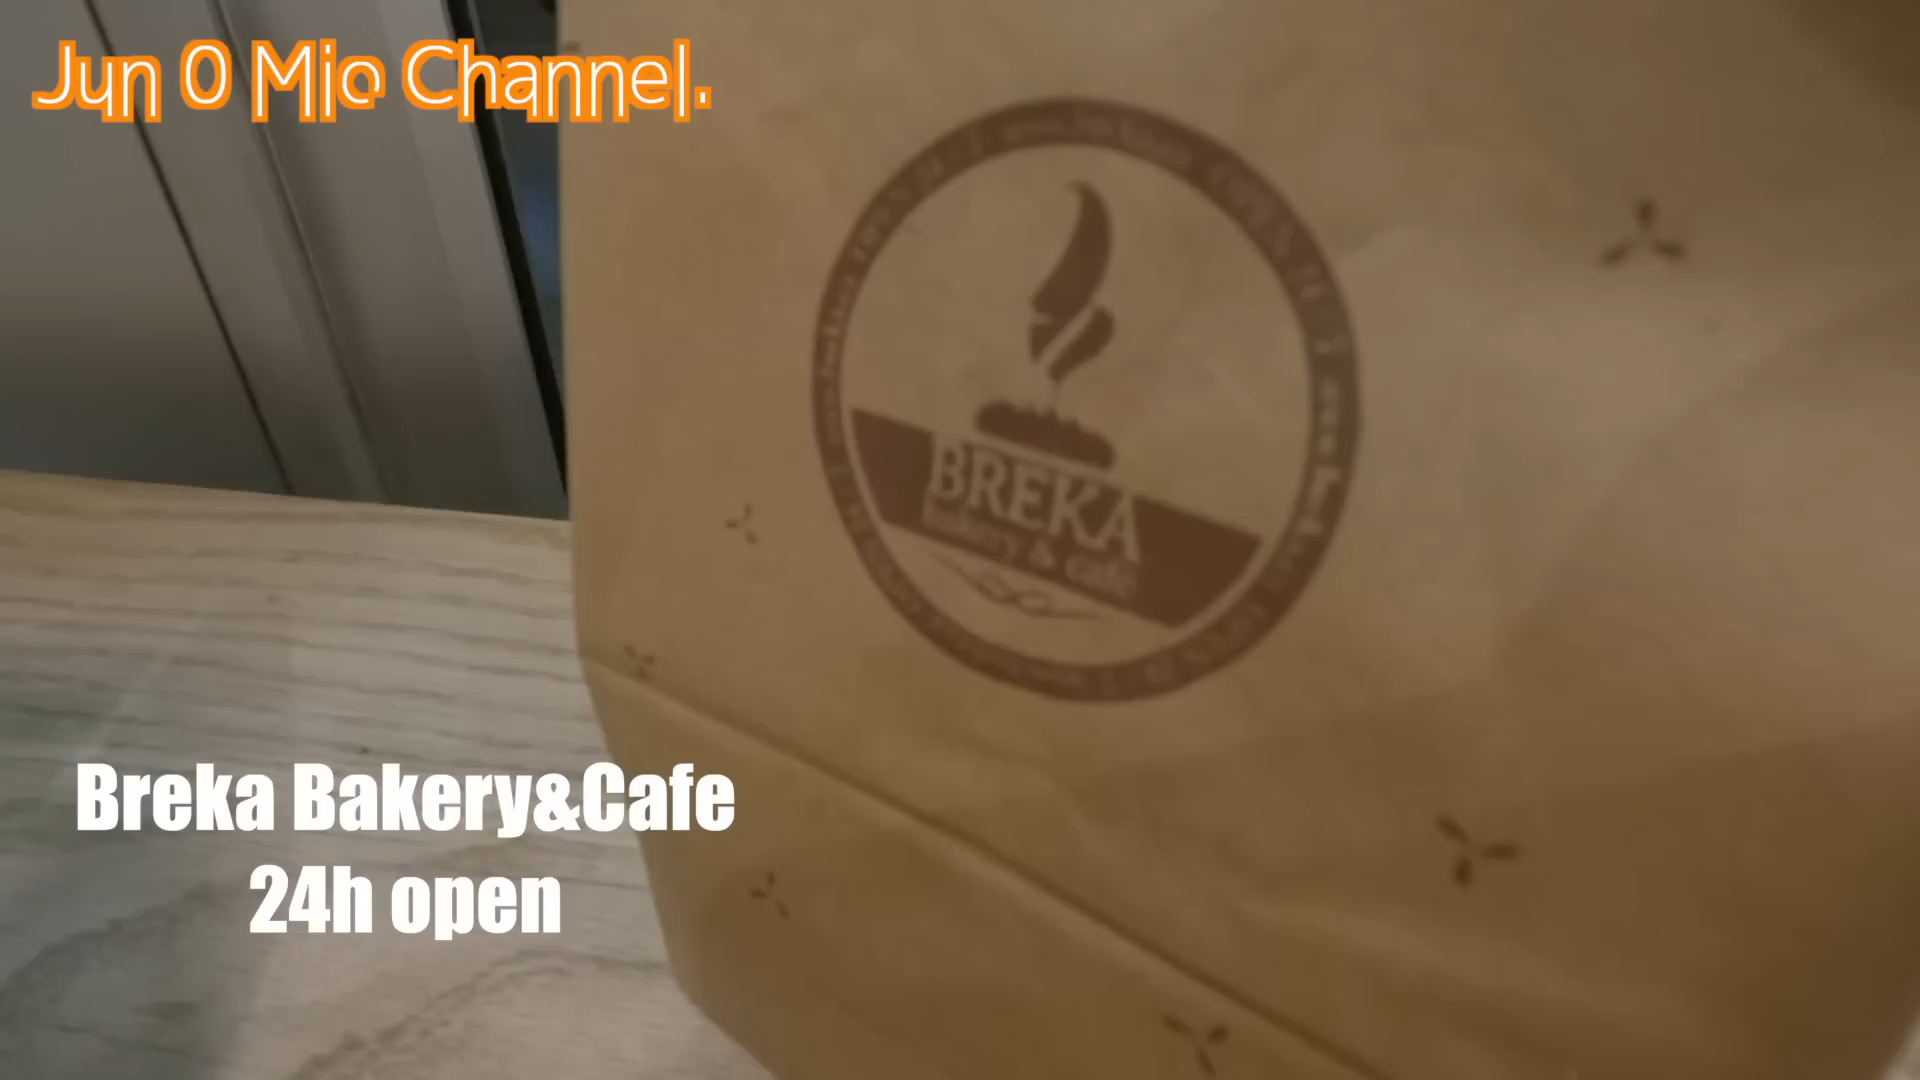 Jun O Mio Channel.
BREKA
bakery & cafe
Breka Bakery&Cafe
24h open